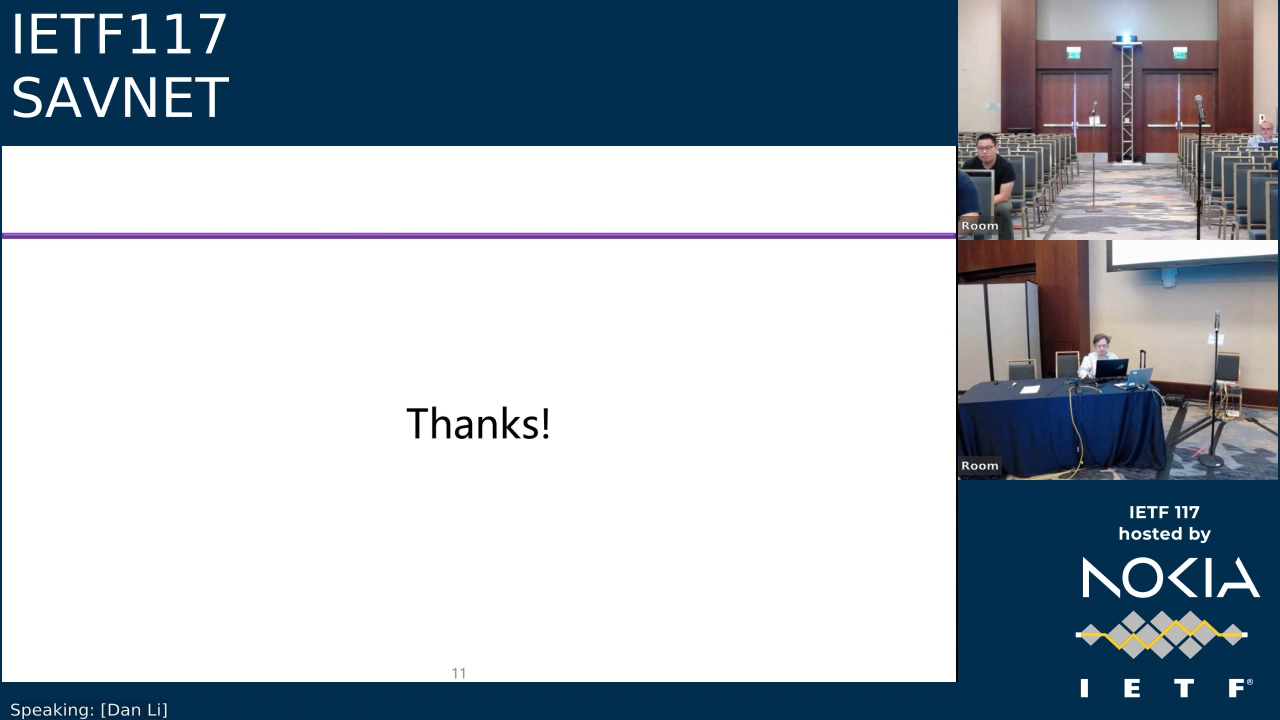 IETF117
SAVNET
Thanks!
11
Speaking: [Dan Li]
Room
Room
IETF 117
hosted by
NOKIA
IETF®